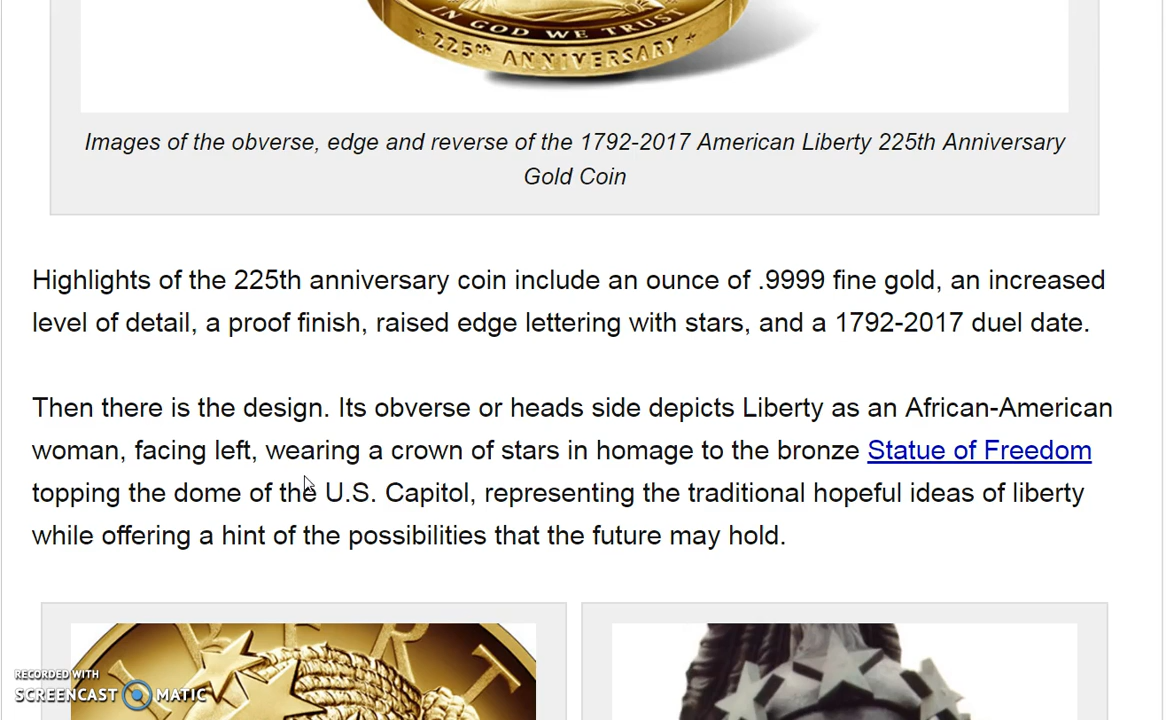 IN GOD WE TRUST
★ 225th ANNIVERSARY ★
Images of the obverse, edge and reverse of the 1792-2017 American Liberty 225th Anniversary
Gold Coin
Highlights of the 225th anniversary coin include an ounce of .9999 fine gold, an increased
level of detail, a proof finish, raised edge lettering with stars, and a 1792-2017 duel date.
Then there is the design. Its obverse or heads side depicts Liberty as an African-American
woman, facing left, wearing a crown of stars in homage to the bronze Statue of Freedom
topping the dome of the U.S. Capitol, representing the traditional hopeful ideas of liberty
while offering a hint of the possibilities that the future may hold.
RECORDED WITH
SCREENCAST MATIC